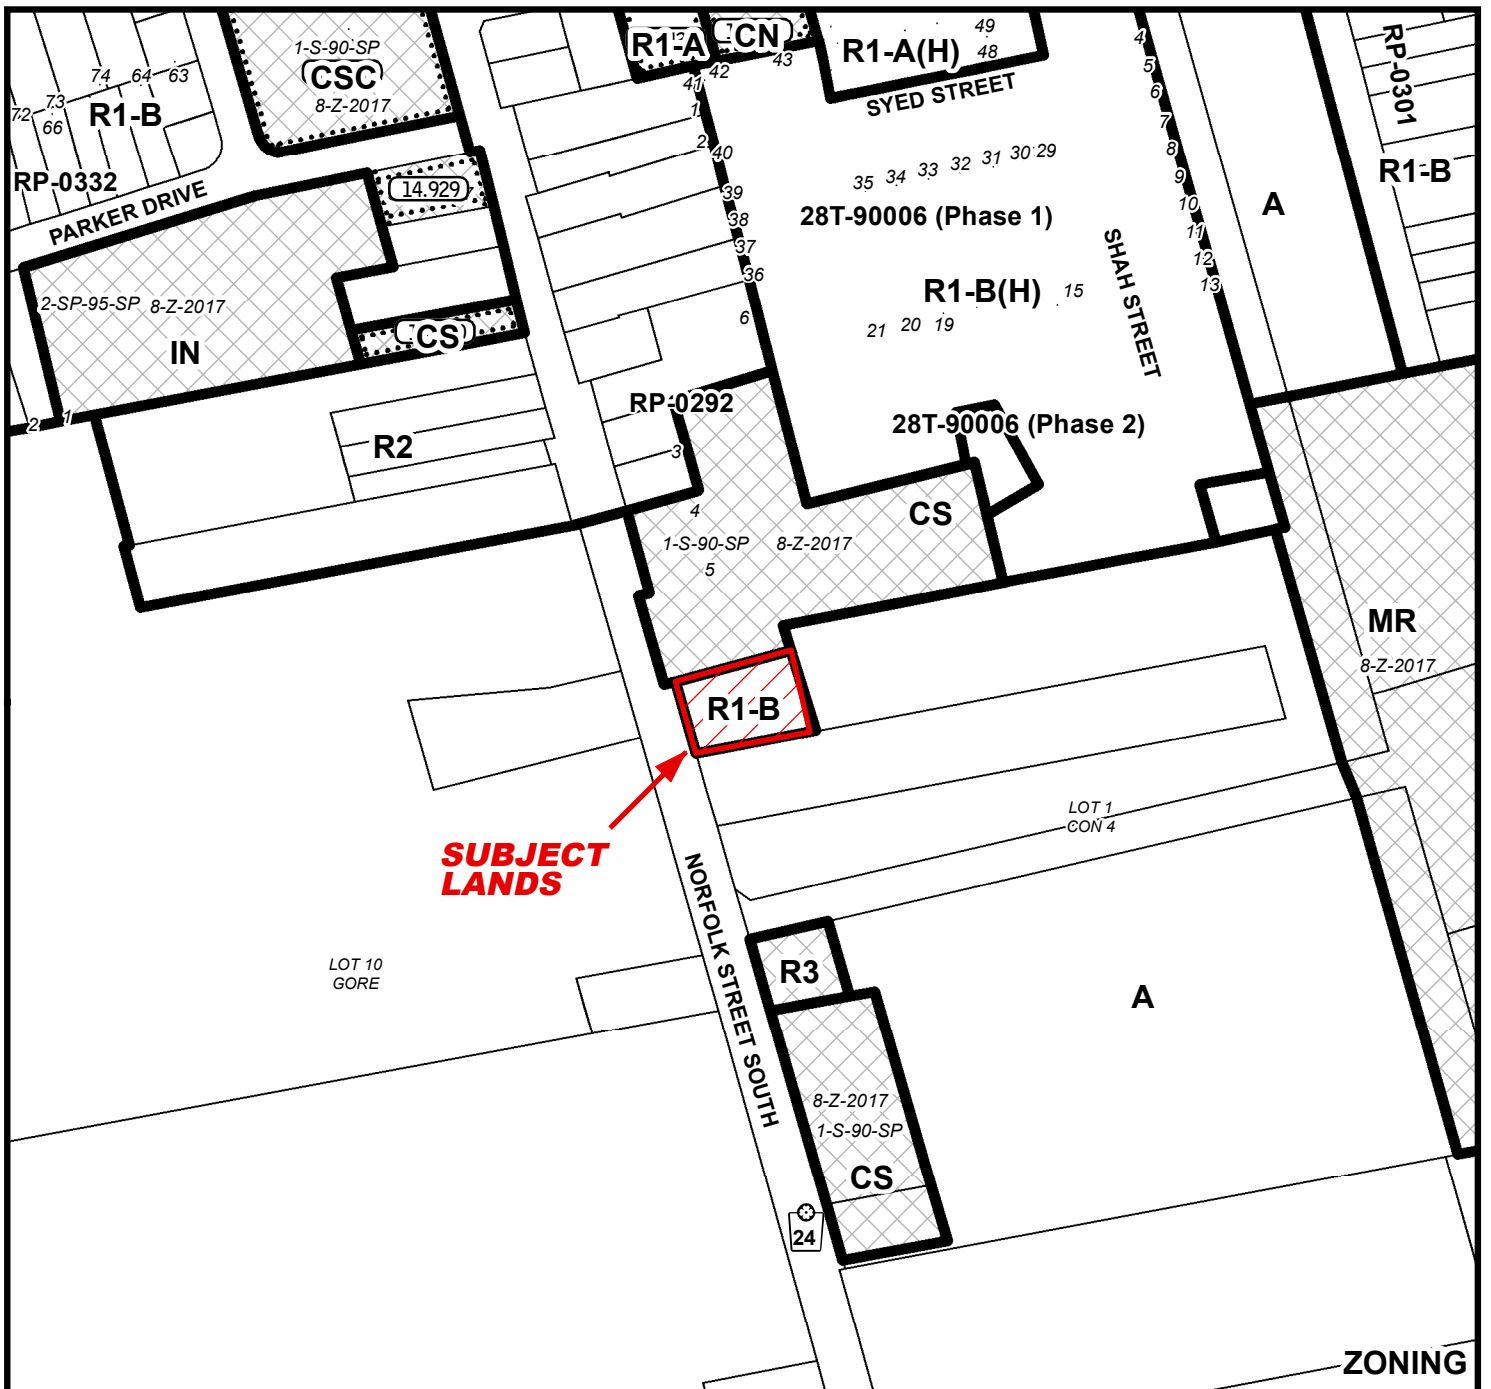 1-S-90-SP
CSC
8-Z-2017
R1-A
CN
43
42
41
R1-A(H)
49
48
SYED STREET
4
5
6
7
8
9
10
11
12
13
RP-0301
R1-B
A
74
64
63
73
72
66
R1-B
RP-0332
PARKER DRIVE
14.929
1
2
40
39
38
37
36
6
35
34
33
32
31
30
29
28T-90006 (Phase 1)
R1-B(H)
15
21
20
19
SHAH STREET
2-SP-95-SP
8-Z-2017
IN
CS
2
1
R2
RP-0292
3
28T-90006 (Phase 2)
4
1-S-90-SP
8-Z-2017
5
CS
MR
8-Z-2017
R1-B
SUBJECT
LANDS
LOT 1
CON 4
NORFOLK STREET SOUTH
LOT 10
GORE
R3
A
8-Z-2017
1-S-90-SP
CS
24
ZONING